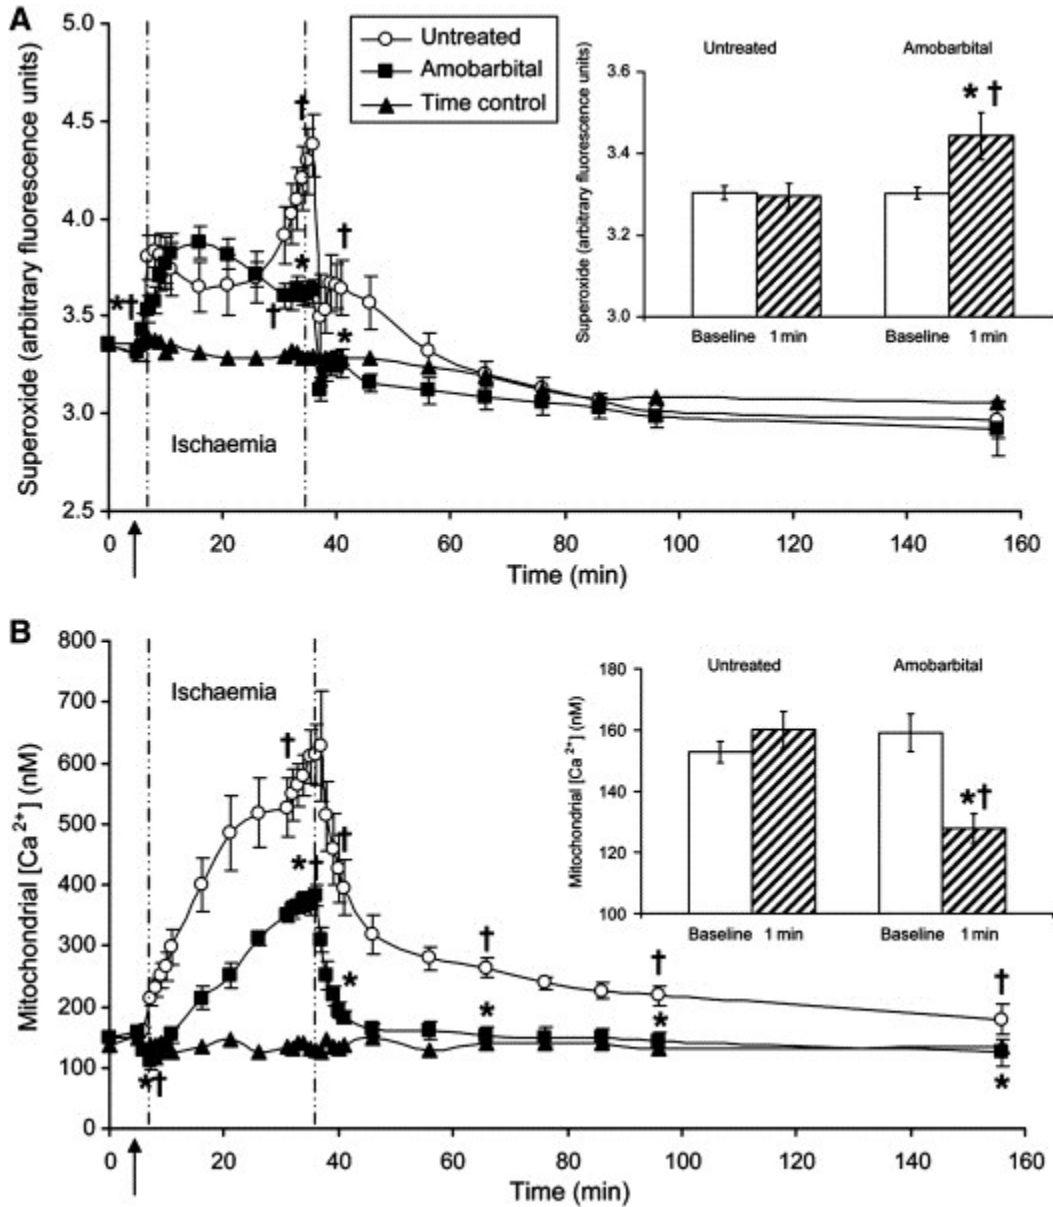 A
5.0
4.5
4.0
3.5
3.0
2.5
Superoxide (arbitrary fluorescence units)
Untreated
Amobarbital
Time control
†
†
*
†
*†
*
Ischaemia
0 20 40 60 80 100 120 140 160
Time (min)
Superoxide (arbitrary fluorescence units)
Untreated Amobarbital
3.6
3.4
3.2
3.0
*†
Baseline 1 min Baseline 1 min
B
800
700
600
500
400
300
200
100
0
Mitochondrial [Ca 2+] (nM)
Ischaemia
†
†
*†
*
†
*
†
*
†
*
*†
0 20 40 60 80 100 120 140 160
Time (min)
Mitochondrial [Ca 2+] (nM)
Untreated Amobarbital
180
160
140
120
100
*†
Baseline 1 min Baseline 1 min